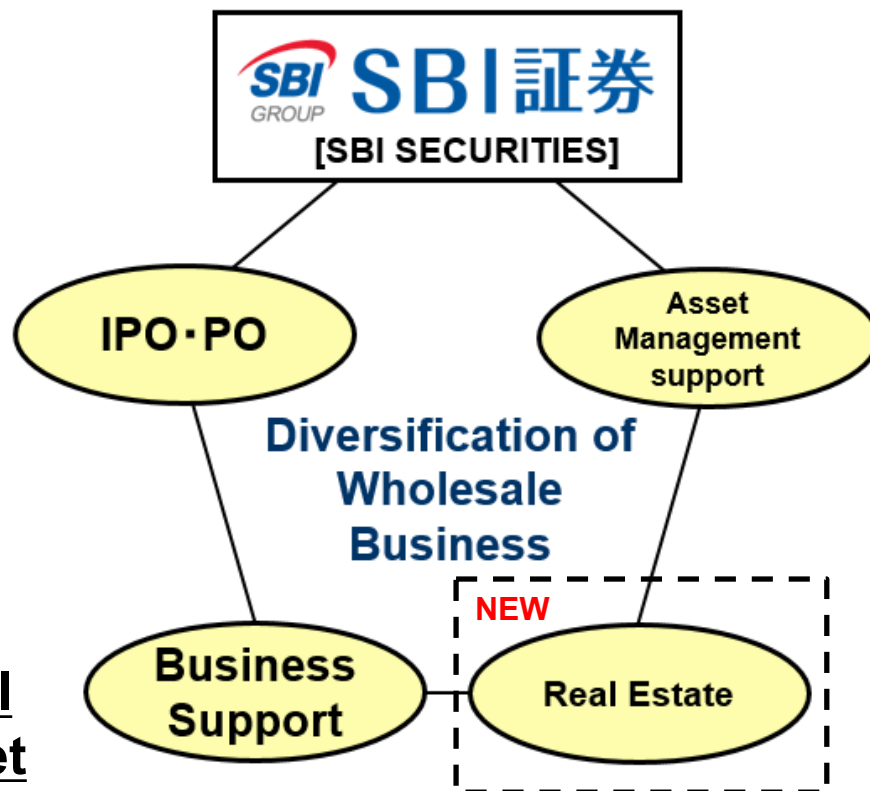 SBI
GROUP
SBI証券
[SBI SECURITIES]
IPO・PO
Asset
Management
support
Diversification of
Wholesale
Business
NEW
Business
Support
Real Estate